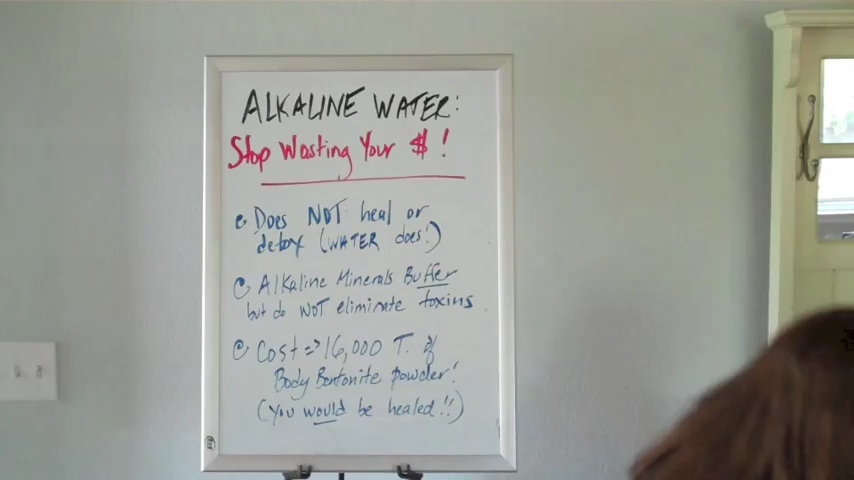 ALKALINE WATER:
Stop Wasting Your $!
Does NOT heal or
detox (WATER does!)
Alkaline Minerals Buffer
but do NOT eliminate toxins
Cost => 16,000 T. of
Body Bentonite powder!
(You would be healed!!)